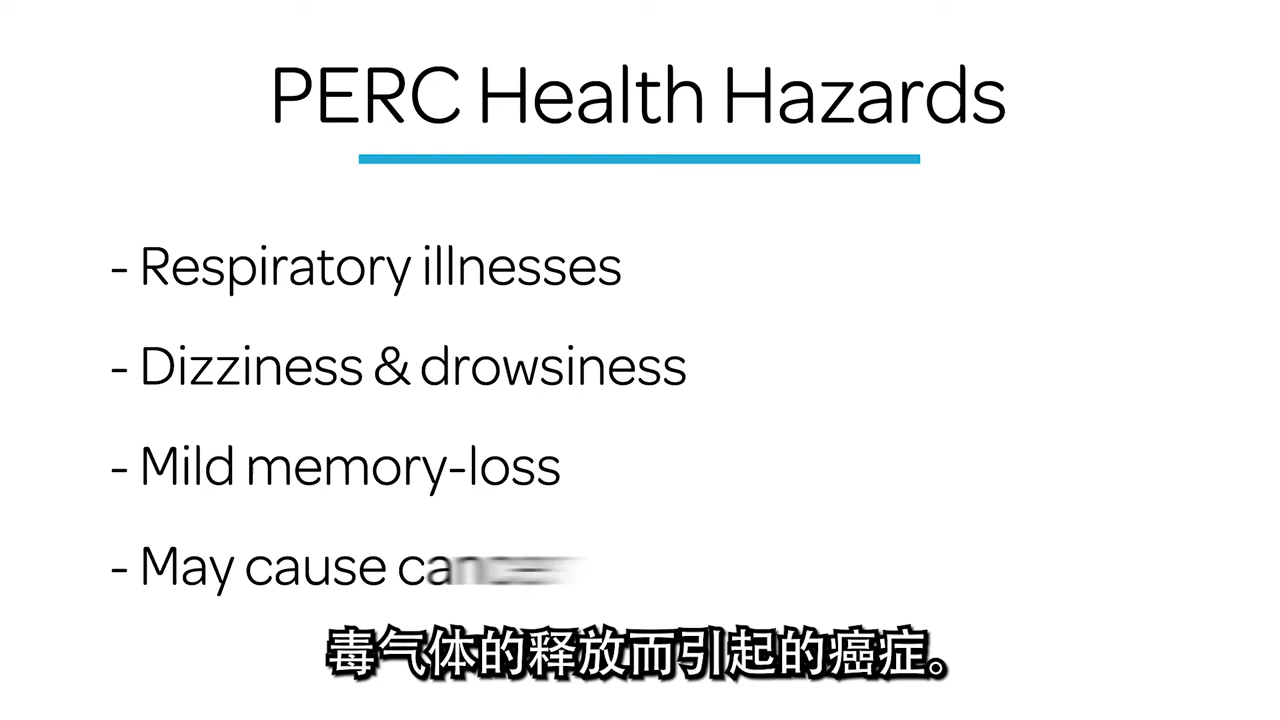 PERC Health Hazards
- Respiratory illnesses
- Dizziness & drowsiness
- Mild memory-loss
- May cause cancer
毒气体的释放而引起的癌症。